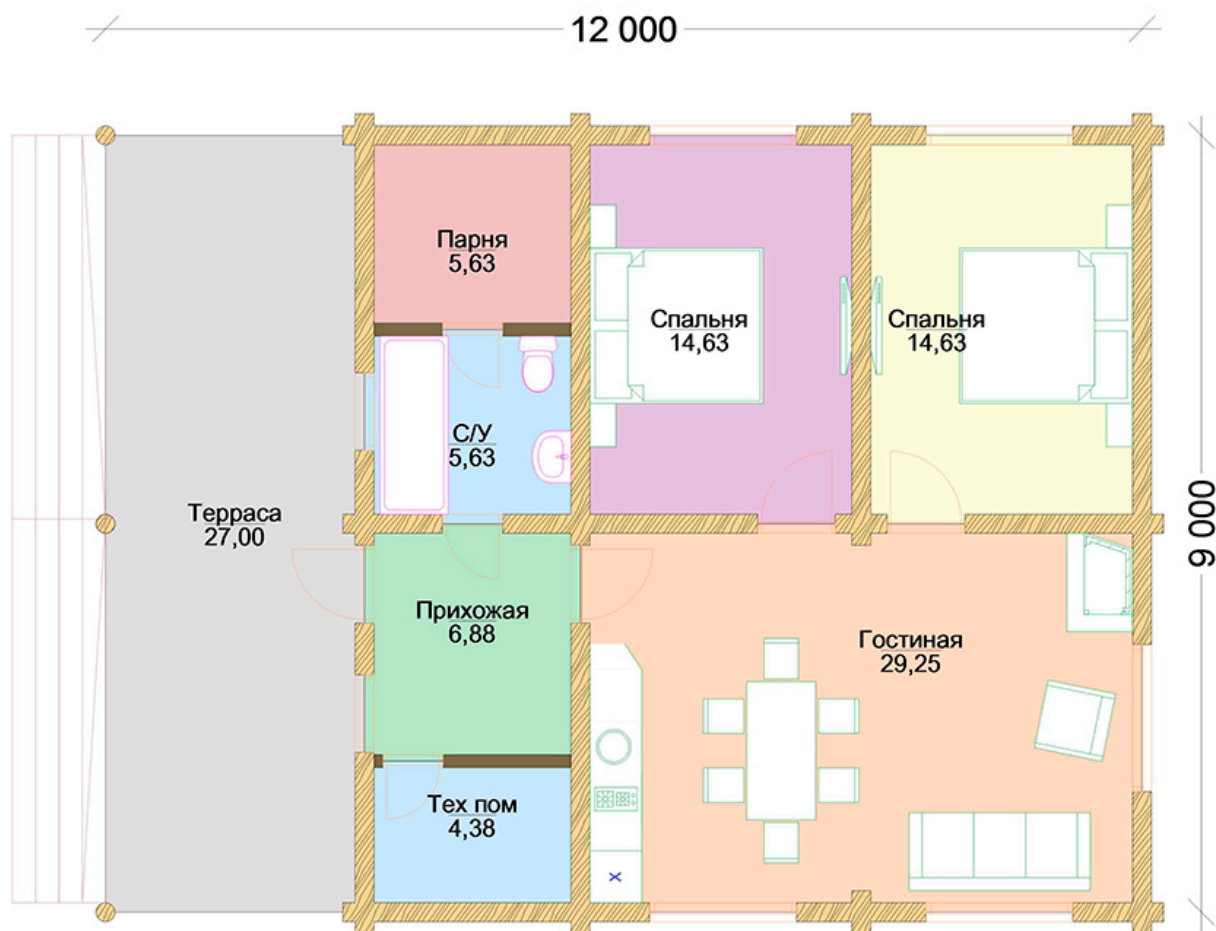 12 000
Парня
5,63
Спальня
14,63
Спальня
14,63
С/У
5,63
Терраса
27,00
9 000
Прихожая
6,88
Гостиная
29,25
Тех пом
4,38
x